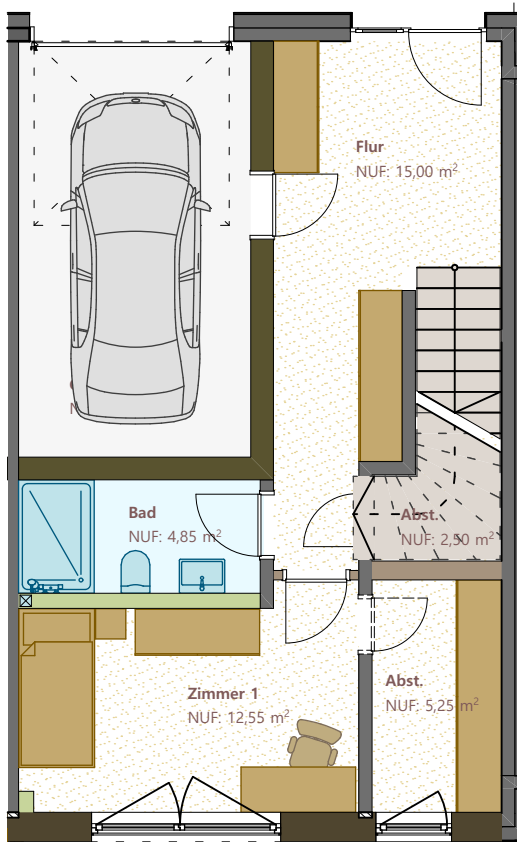 Flur
NUF: 15,00 m²
Bad
NUF: 4,85 m²
Abst.
NUF: 2,50 m²
Abst.
NUF: 5,25 m²
Zimmer 1
NUF: 12,55 m²